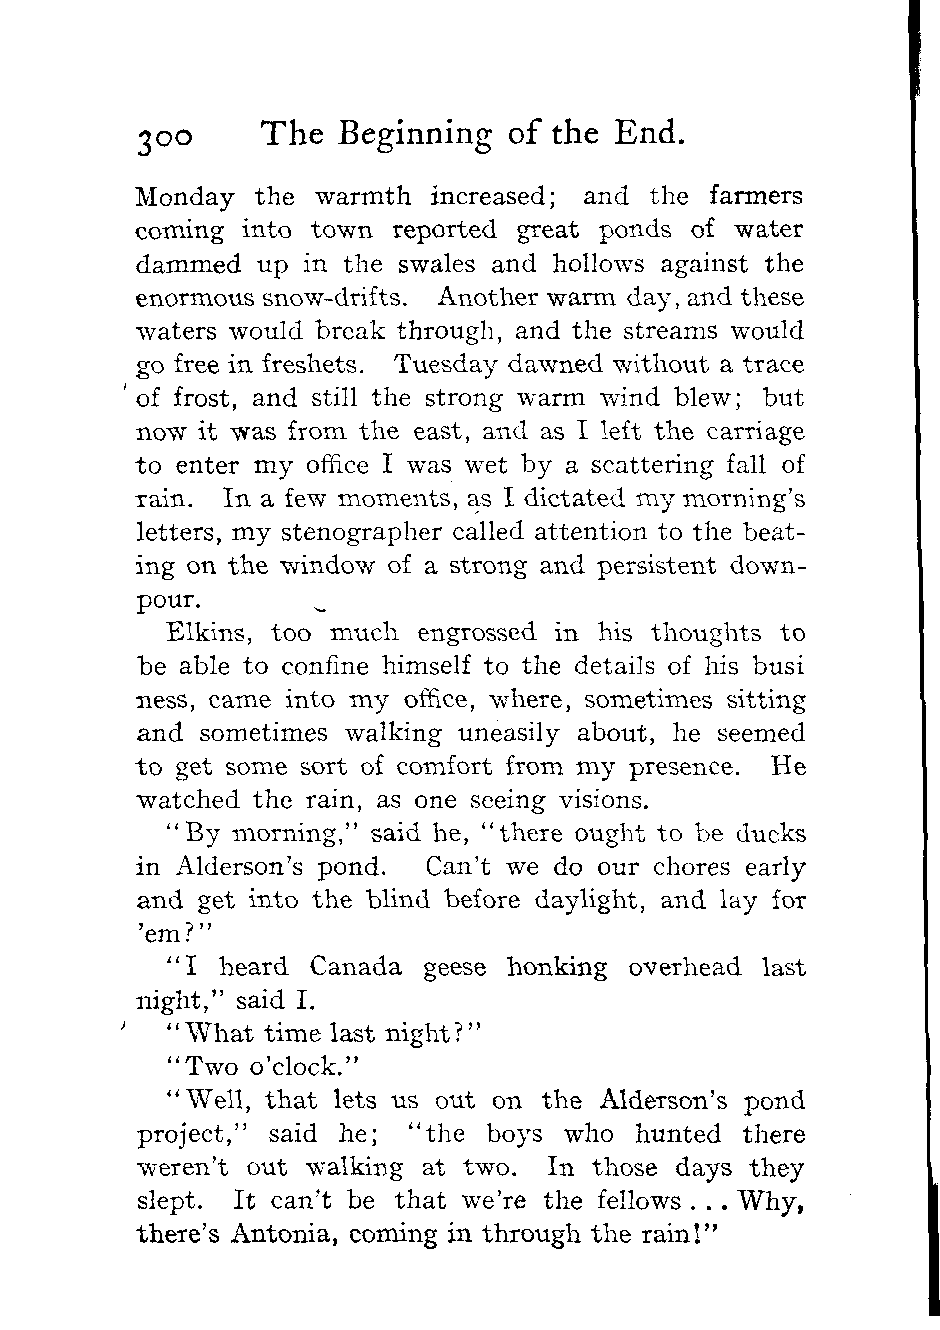 300 The Beginning of the End.
Monday the warmth increased; and the farmers
coming into town reported great ponds of water
dammed up in the swales and hollows against the
enormous snow-drifts. Another warm day, and these
waters would break through, and the streams would
go free in freshets. Tuesday dawned without a trace
of frost, and still the strong warm wind blew; but
now it was from the east, and as I left the carriage
to enter my office I was wet by a scattering fall of
rain. In a few moments, as I dictated my morning's
letters, my stenographer called attention to the beat-
ing on the window of a strong and persistent down-
pour.
Elkins, too much engrossed in his thoughts to
be able to confine himself to the details of his busi
ness, came into my office, where, sometimes sitting
and sometimes walking uneasily about, he seemed
to get some sort of comfort from my presence. He
watched the rain, as one seeing visions.
"By morning," said he, "there ought to be ducks
in Alderson's pond. Can't we do our chores early
and get into the blind before daylight, and lay for
'em?"
"I heard Canada geese honking overhead last
night," said I.
"What time last night?"
"Two o'clock."
"Well, that lets us out on the Alderson's pond
project," said he; "the boys who hunted there
weren't out walking at two. In those days they
slept. It can't be that we're the fellows... Why,
there's Antonia, coming in through the rain!"